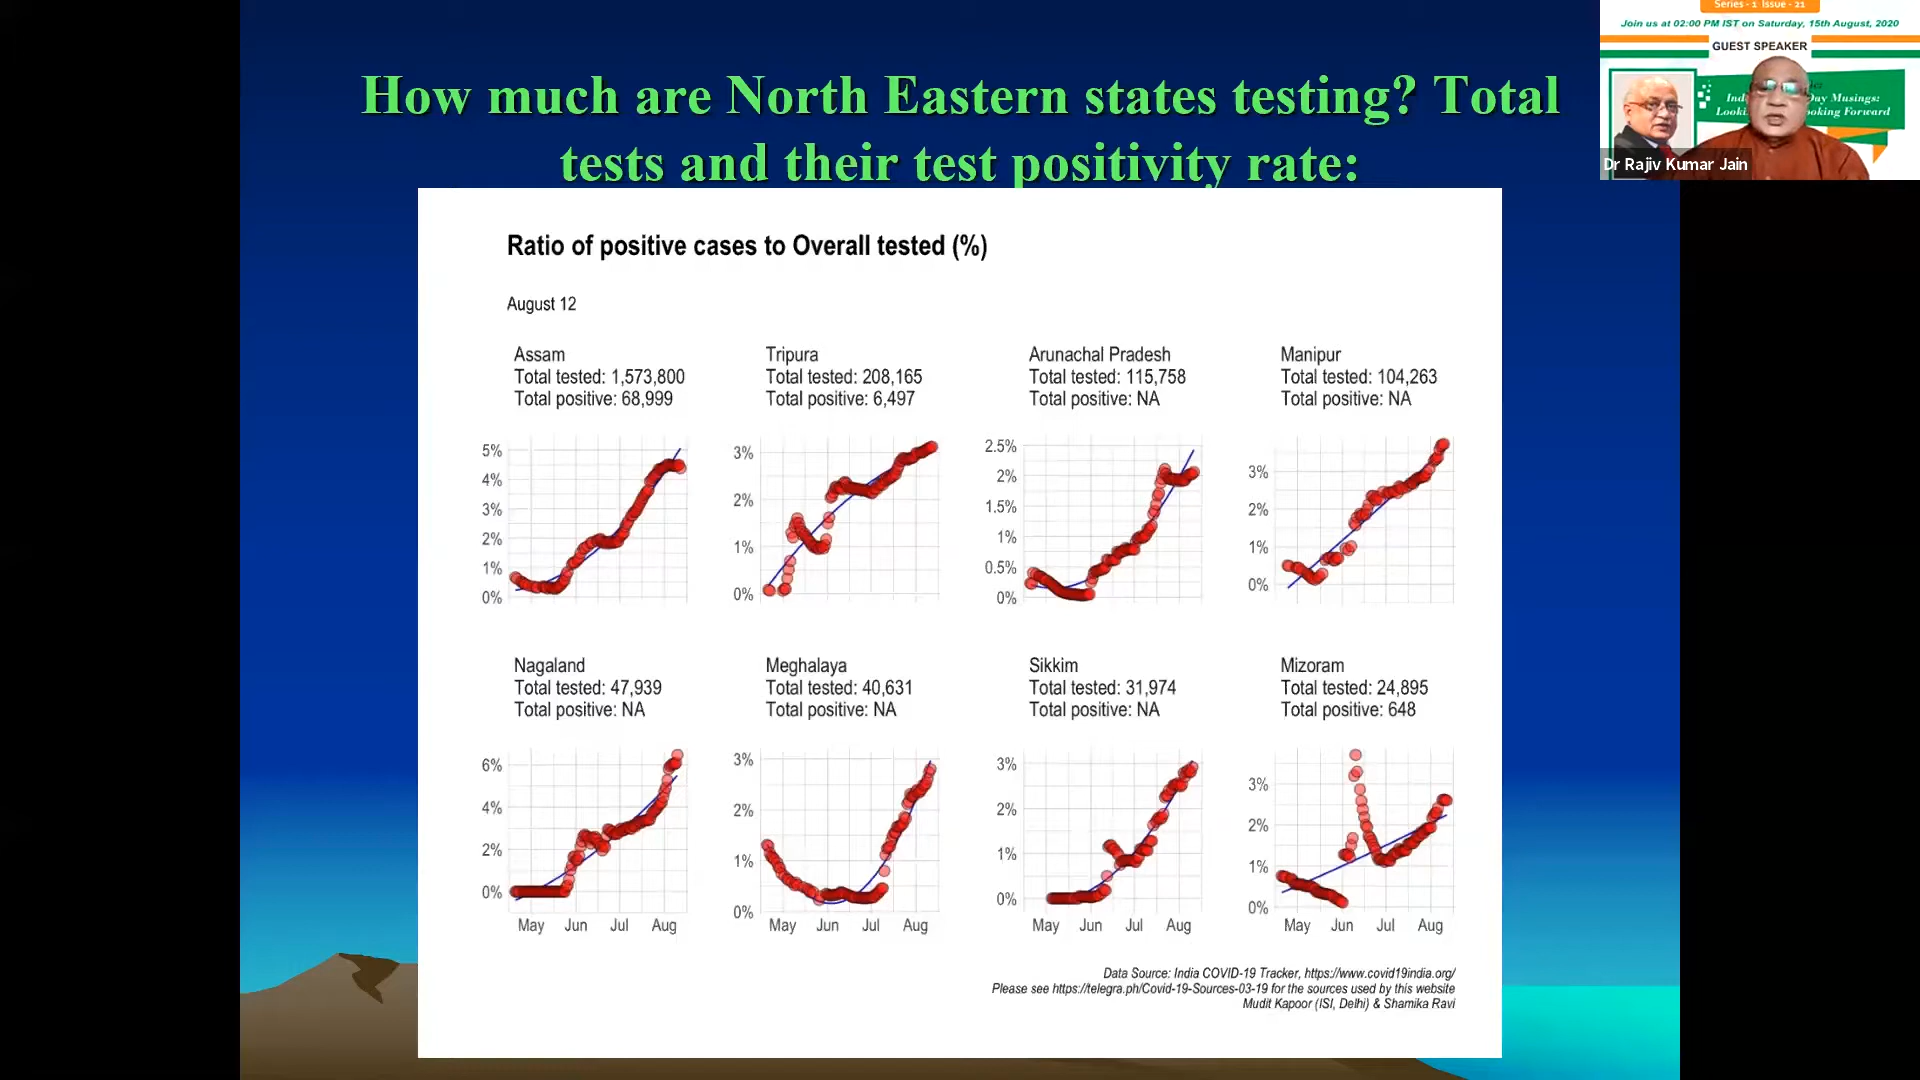 How much are North Eastern states testing? Total
tests and their test positivity rate:
Ratio of positive cases to Overall tested (%)
August 12
Assam
Total tested: 1,573,800
Total positive: 68,999
5%
4%
3%
2%
1%
0%
Tripura
Total tested: 208,165
Total positive: 6,497
3%
2%
1%
0%
Arunachal Pradesh
Total tested: 115,758
Total positive: NA
2.5%
2%
1.5%
1%
0.5%
0%
Manipur
Total tested: 104,263
Total positive: NA
3%
2%
1%
0%
Nagaland
Total tested: 47,939
Total positive: NA
6%
4%
2%
0%
May Jun Jul Aug
Meghalaya
Total tested: 40,631
Total positive: NA
3%
2%
1%
0%
May Jun Jul Aug
Sikkim
Total tested: 31,974
Total positive: NA
3%
2%
1%
0%
May Jun Jul Aug
Mizoram
Total tested: 24,895
Total positive: 648
3%
2%
1%
0%
May Jun Jul Aug
Data Source: India COVID-19 Tracker, https://www.covid19india.org/
Please see https://telegra.ph/Covid-19-Sources-03-19 for the sources used by this website
Mudit Kapoor (ISI, Delhi) & Shamika Ravi
Series - 1 Issue - 21
Join us at 02:00 PM IST on Saturday, 15th August, 2020
GUEST SPEAKER
Day Musings:
Forward
Dr Rajiv Kumar Jain